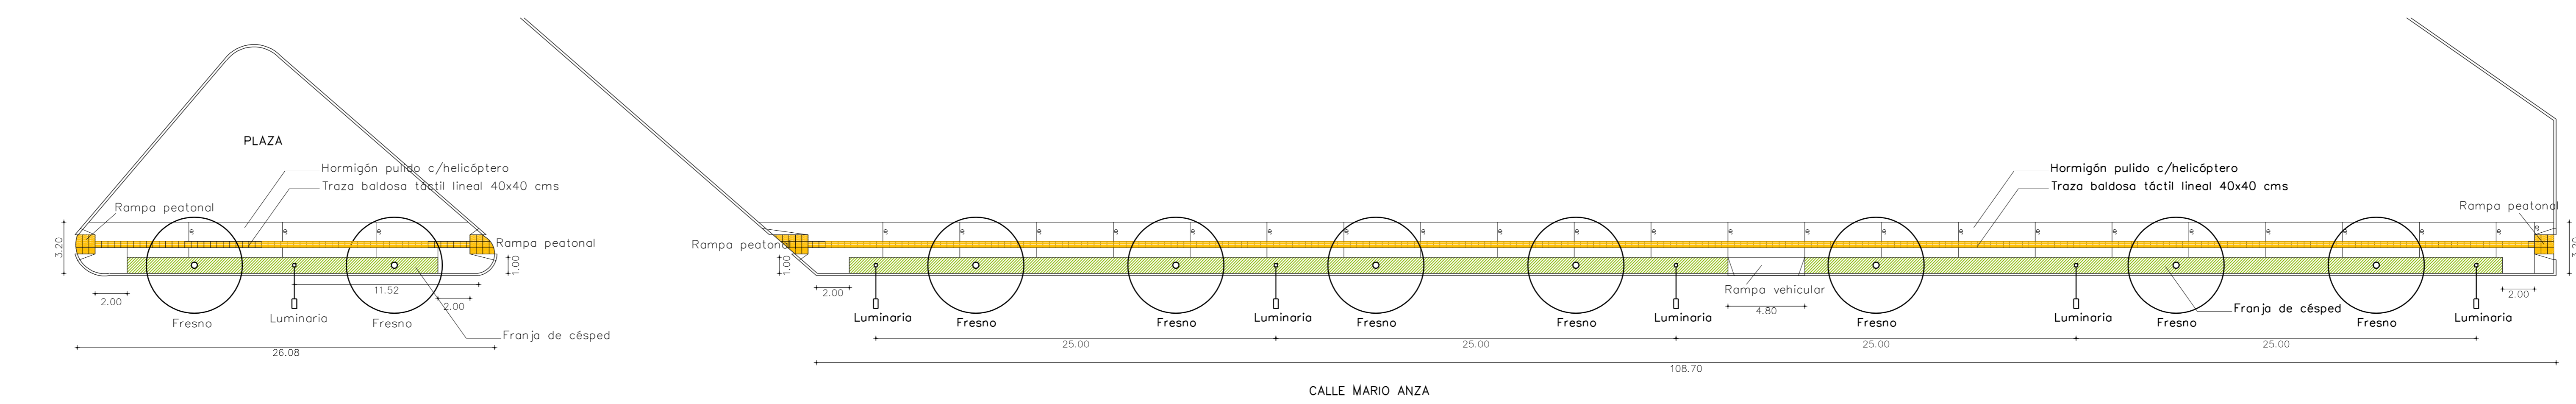 PLAZA
Hormigón pulido c/helicóptero
Traza baldosa táctil lineal 40x40 cms
Rampa peatonal
Rampa peatonal
3.20
1.00
2.00
11.52
2.00
Fresno
Luminaria
Fresno
Franja de césped
26.08
Hormigón pulido c/helicóptero
Traza baldosa táctil lineal 40x40 cms
Rampa peatonal
Rampa peatonal
1.00
3.20
2.00
Rampa vehicular
4.80
2.00
Franja de césped
Luminaria
Fresno
Fresno
Luminaria
Fresno
Fresno
Luminaria
Fresno
Luminaria
Fresno
Fresno
Luminaria
25.00
25.00
25.00
25.00
108.70
CALLE MARIO ANZA